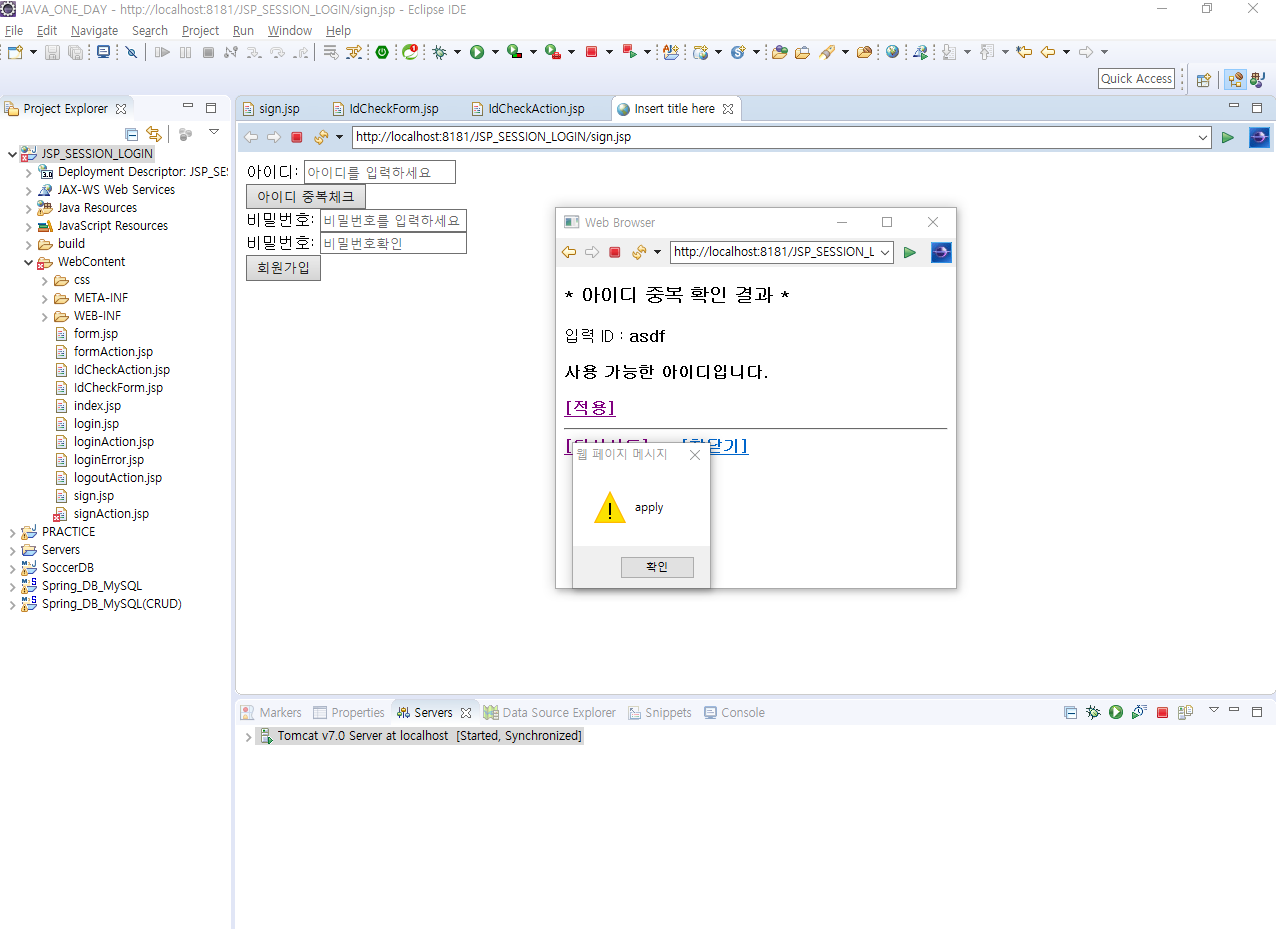 JAVA_ONE_DAY - http://localhost:8181/JSP_SESSION_LOGIN/sign.jsp - Eclipse IDE
File Edit Navigate Search Project Run Window Help
Quick Access
Project Explorer
JSP_SESSION_LOGIN
Deployment Descriptor: JSP_SE
JAX-WS Web Services
Java Resources
JavaScript Resources
build
WebContent
css
META-INF
WEB-INF
form.jsp
formAction.jsp
IdCheckAction.jsp
IdCheckForm.jsp
index.jsp
login.jsp
loginAction.jsp
loginError.jsp
logoutAction.jsp
sign.jsp
signAction.jsp
PRACTICE
Servers
SoccerDB
Spring_DB_MySQL
Spring_DB_MySQL(CRUD)
sign.jsp IdCheckForm.jsp IdCheckAction.jsp Insert title here
http://localhost:8181/JSP_SESSION_LOGIN/sign.jsp
아이디: 아이디를 입력하세요
아이디 중복체크
비밀번호: 비밀번호를 입력하세요
비밀번호: 비밀번호확인
회원가입
Web Browser
http://localhost:8181/JSP_SESSION_L
* 아이디 중복 확인 결과 *
입력 ID : asdf
사용 가능한 아이디입니다.
[적용]
닫기]
웹 페이지 메시지
apply
확인
Markers Properties Servers Data Source Explorer Snippets Console
Tomcat v7.0 Server at localhost [Started, Synchronized]